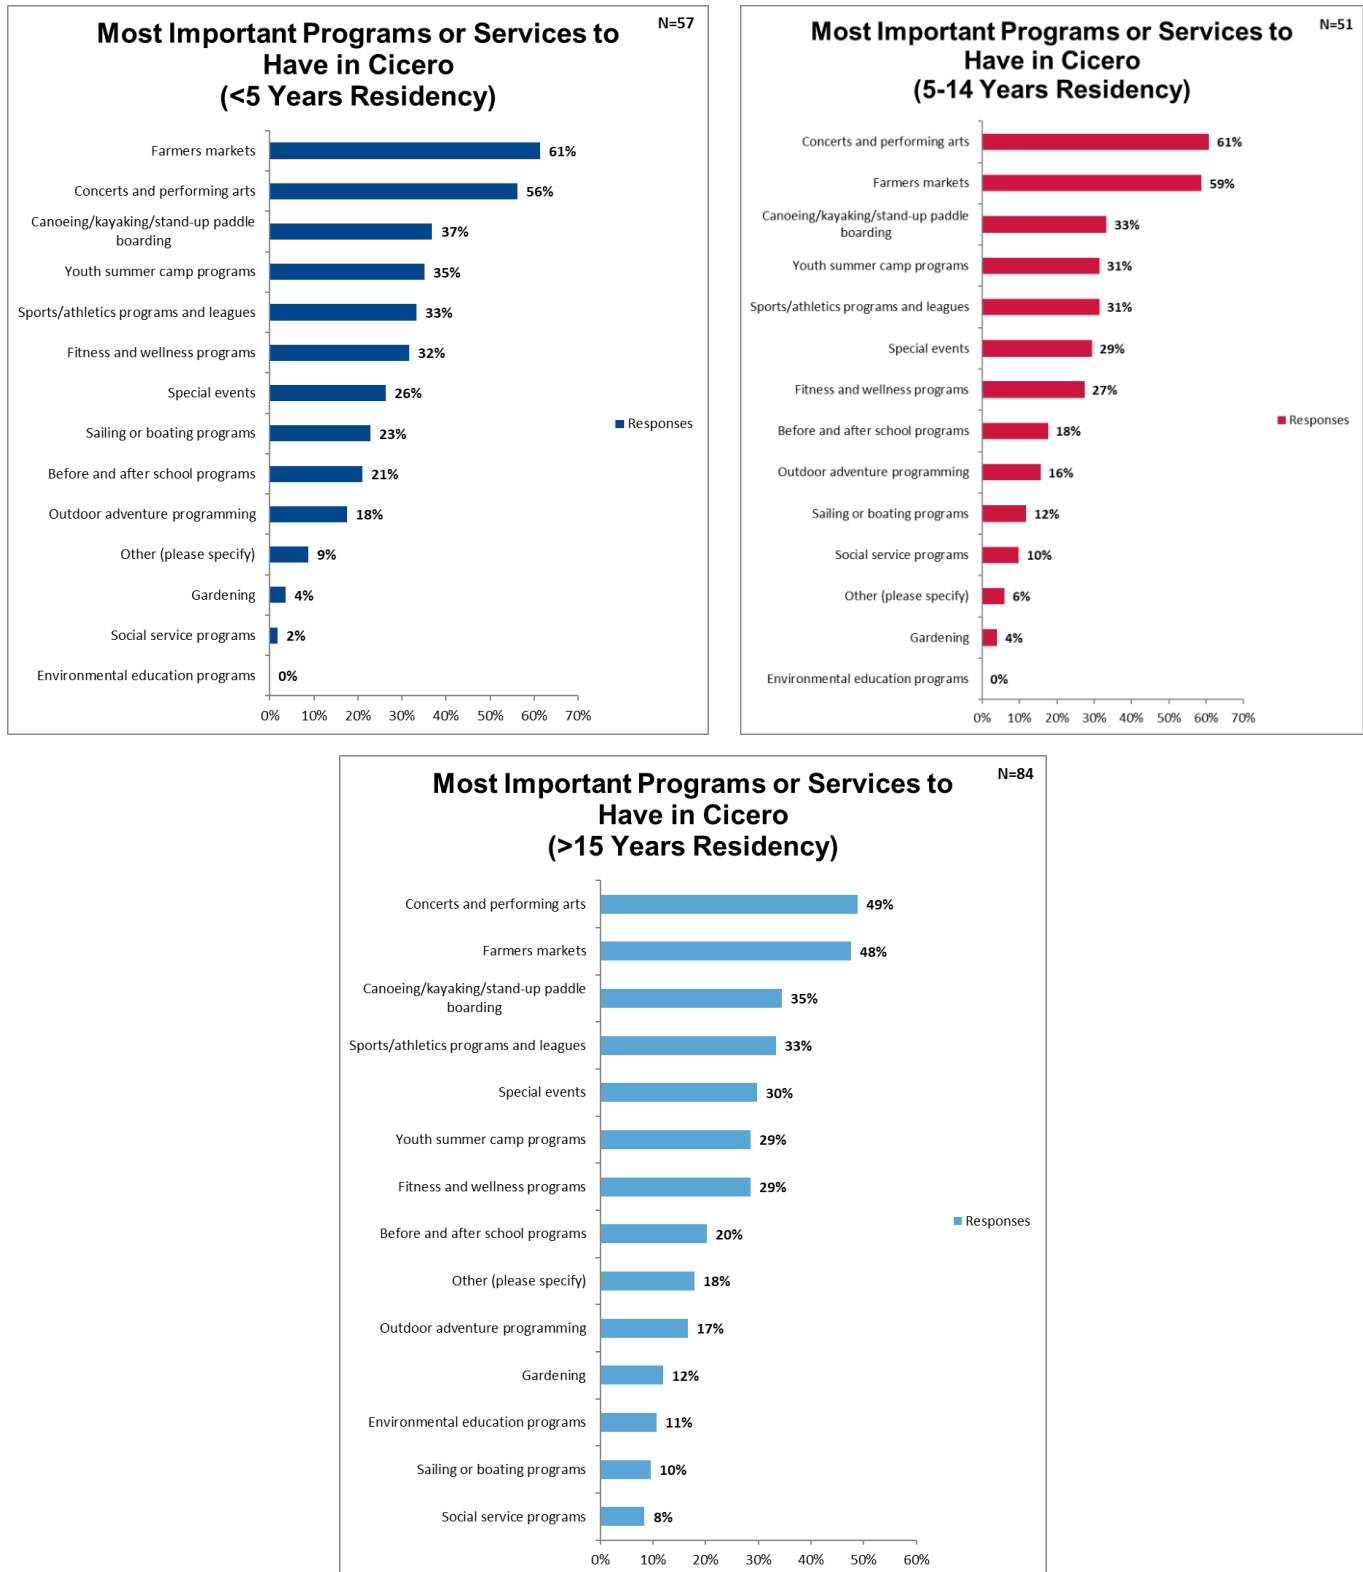 N=57
Most Important Programs or Services to
Have in Cicero
(<5 Years Residency)
Farmers markets 61%
Concerts and performing arts 56%
Canoeing/kayaking/stand-up paddle
boarding 37%
Youth summer camp programs 35%
Sports/athletics programs and leagues 33%
Fitness and wellness programs 32%
Special events 26%
Sailing or boating programs 23%
Before and after school programs 21%
Outdoor adventure programming 18%
Other (please specify) 9%
Gardening 4%
Social service programs 2%
Environmental education programs 0%
0% 10% 20% 30% 40% 50% 60% 70%
Responses
N=51
Most Important Programs or Services to
Have in Cicero
(5-14 Years Residency)
Concerts and performing arts 61%
Farmers markets 59%
Canoeing/kayaking/stand-up paddle
boarding 33%
Youth summer camp programs 31%
Sports/athletics programs and leagues 31%
Special events 29%
Fitness and wellness programs 27%
Before and after school programs 18%
Outdoor adventure programming 16%
Sailing or boating programs 12%
Social service programs 10%
Other (please specify) 6%
Gardening 4%
Environmental education programs 0%
0% 10% 20% 30% 40% 50% 60% 70%
Responses
N=84
Most Important Programs or Services to
Have in Cicero
(>15 Years Residency)
Concerts and performing arts 49%
Farmers markets 48%
Canoeing/kayaking/stand-up paddle
boarding 35%
Sports/athletics programs and leagues 33%
Special events 30%
Youth summer camp programs 29%
Fitness and wellness programs 29%
Before and after school programs 20%
Other (please specify) 18%
Outdoor adventure programming 17%
Gardening 12%
Environmental education programs 11%
Sailing or boating programs 10%
Social service programs 8%
0% 10% 20% 30% 40% 50% 60%
Responses